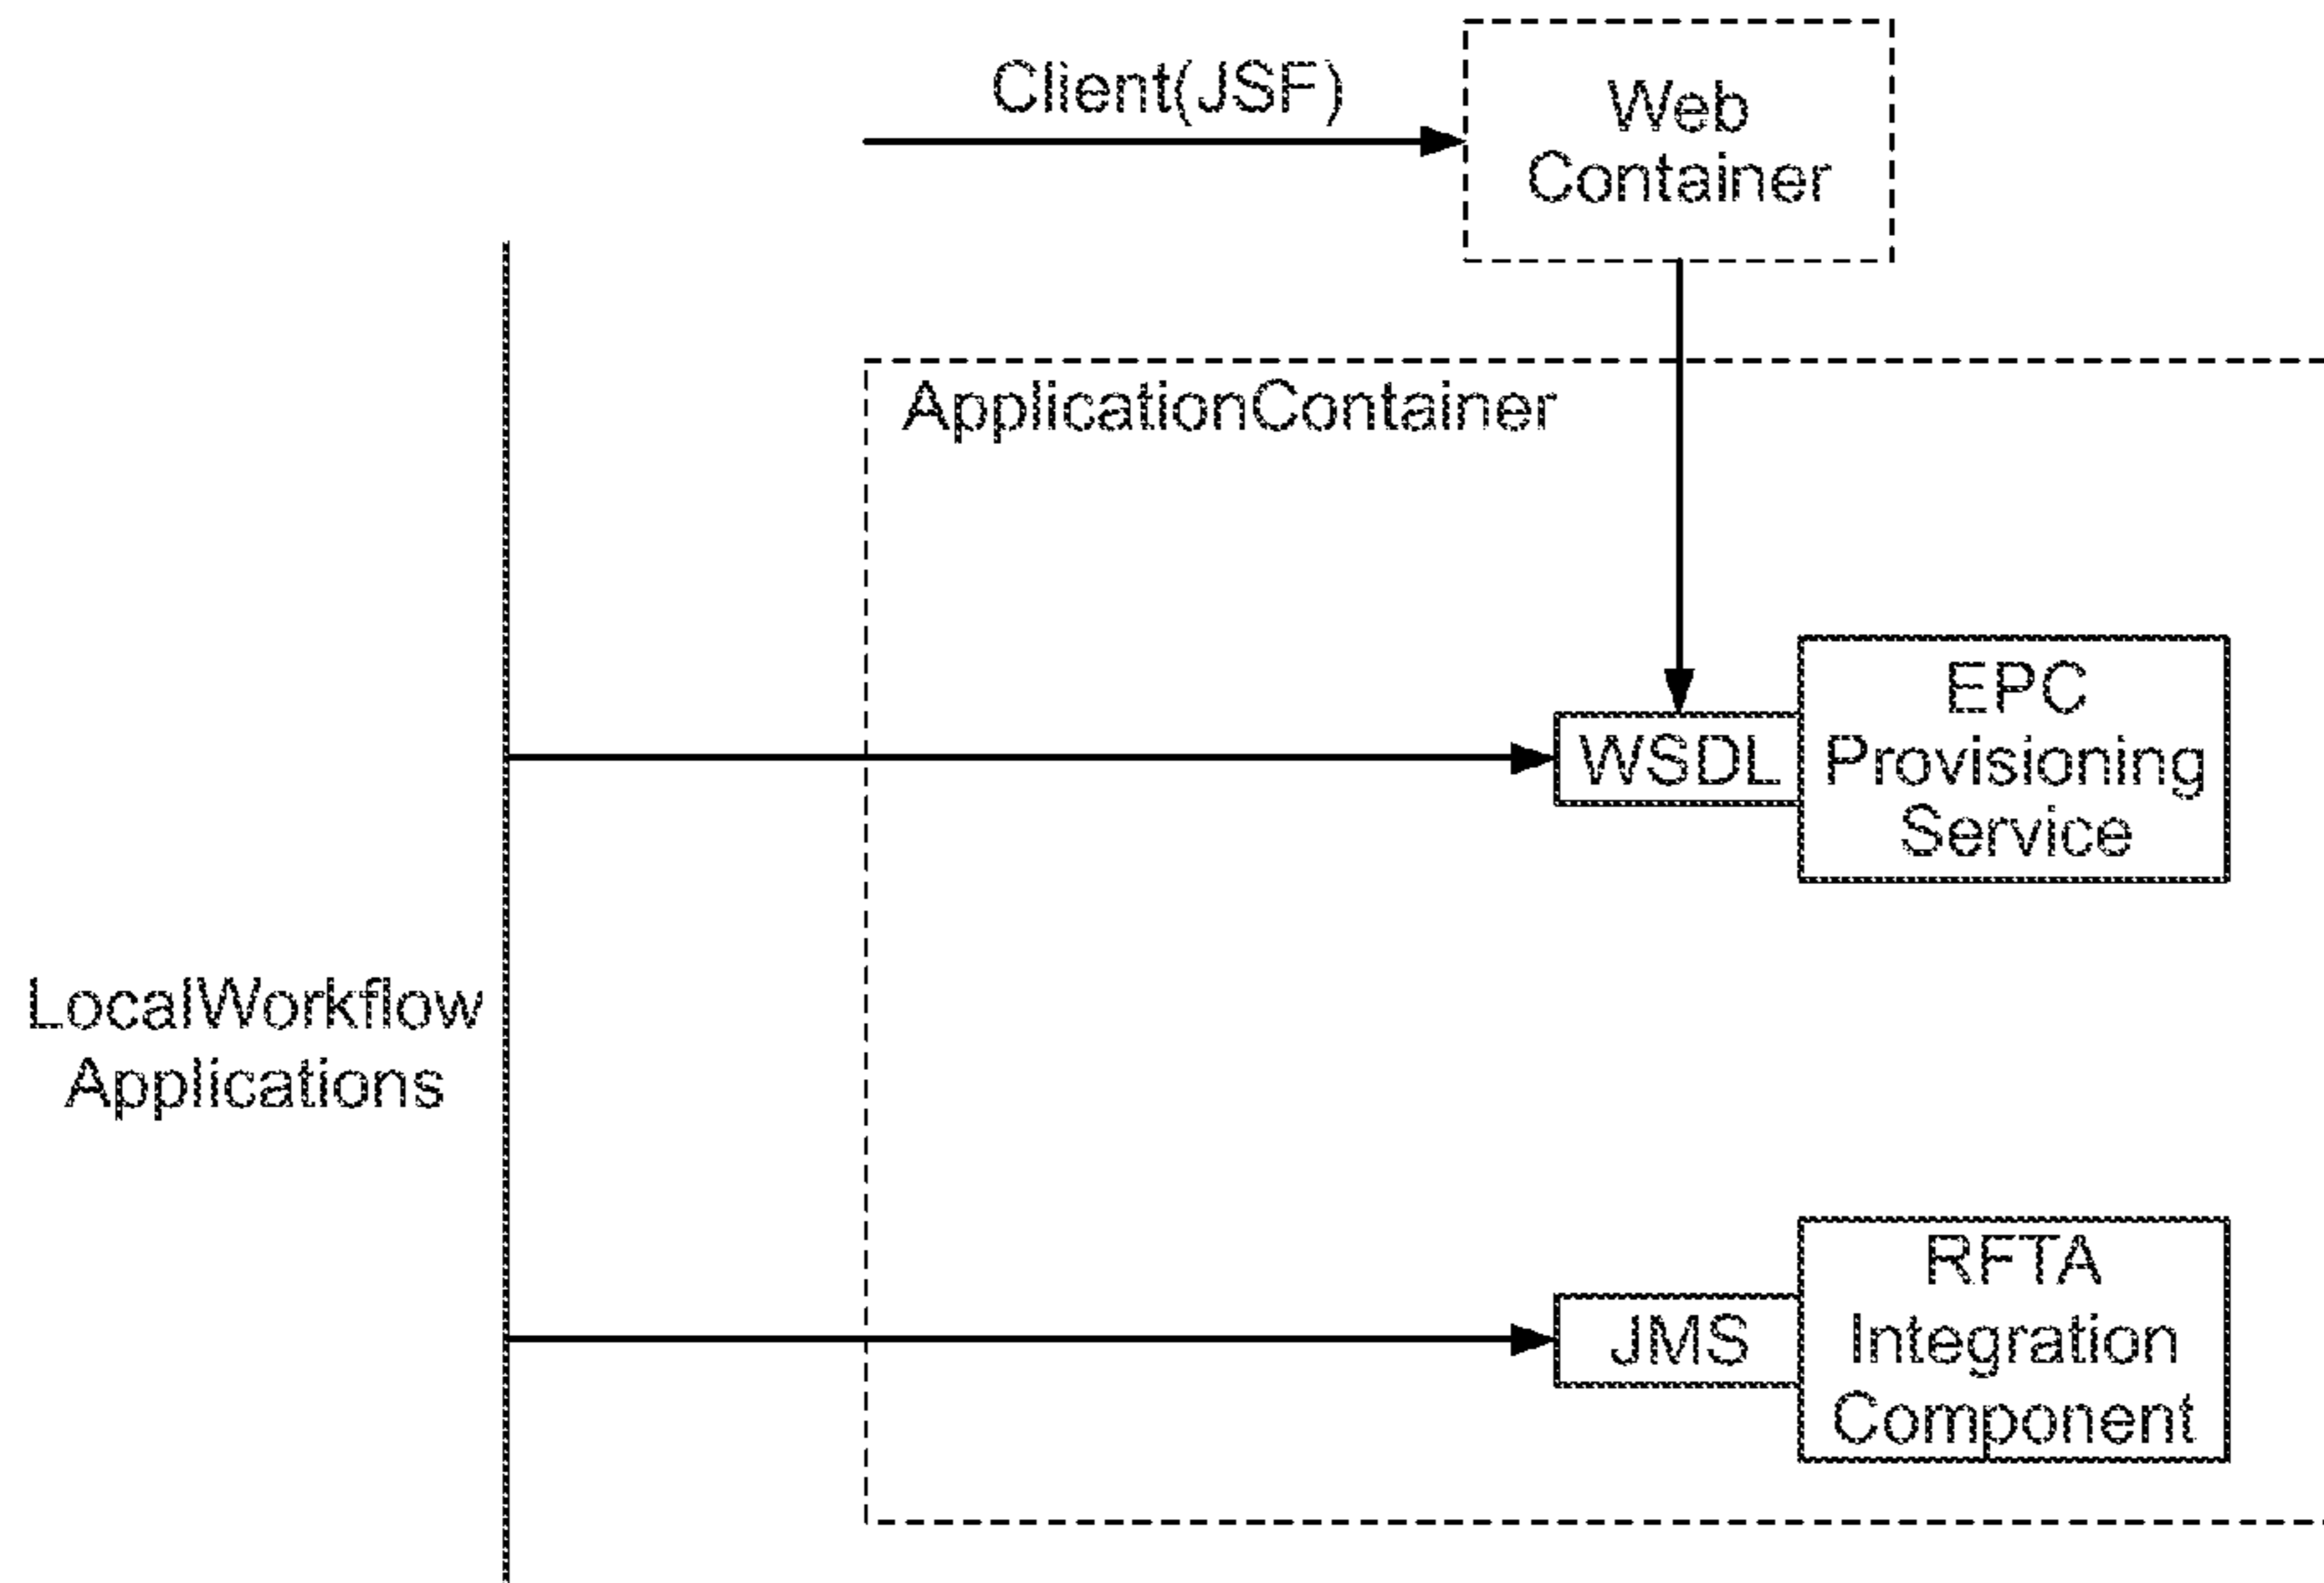 Client(JSF)
Web
Container
ApplicationContainer
WSDL
EPC
Provisioning
Service
LocalWorkflow
Applications
JMS
RFTA
Integration
Component